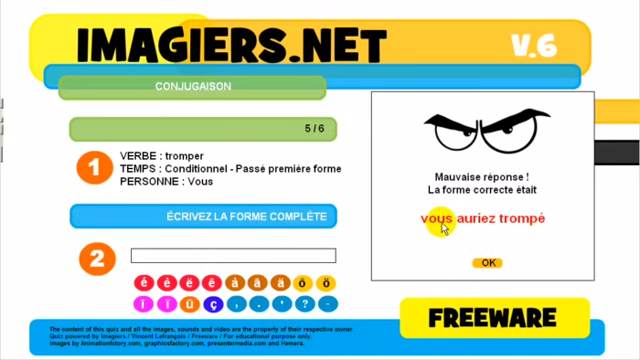 IMAGIERS.NET
V.6
CONJUGAISON
5 / 6
1
VERBE : tromper
TEMPS : Conditionnel - Passé première forme
PERSONNE : Vous
ÉCRIVEZ LA FORME COMPLÈTE
2
Mauvaise réponse !
La forme correcte était
vous auriez trompé
OK
FREEWARE
The content of this quiz and all the images, sounds and video are the property of their respective owner.
Quiz powered by Imagiers / Vincent Lefrançois / Freeware / For educational purpose only.
Images by Animationfctory.com, graphicsfactory.com, presentermedia.com and Hemera.